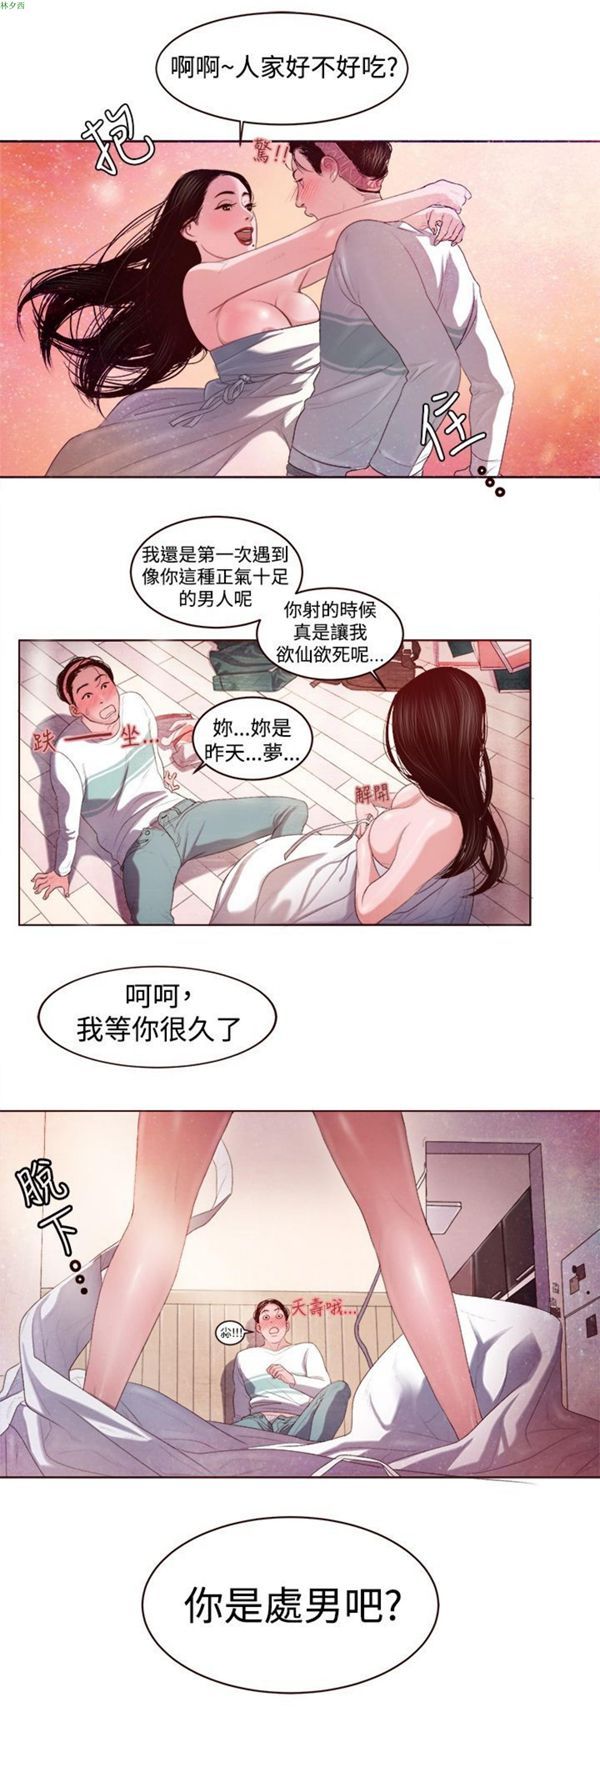 林夕西
啊啊~人家好不好吃?
抱
驚!!
住...
我還是第一次遇到
像你這種正氣十足
的男人呢
你射的時候
真是讓我
欲仙欲死呢...
跌一坐...
妳...妳是
昨天...夢...
解開
呵呵，
我等你很久了
脫
下...
!!!
夭壽哦...
你是處男吧?